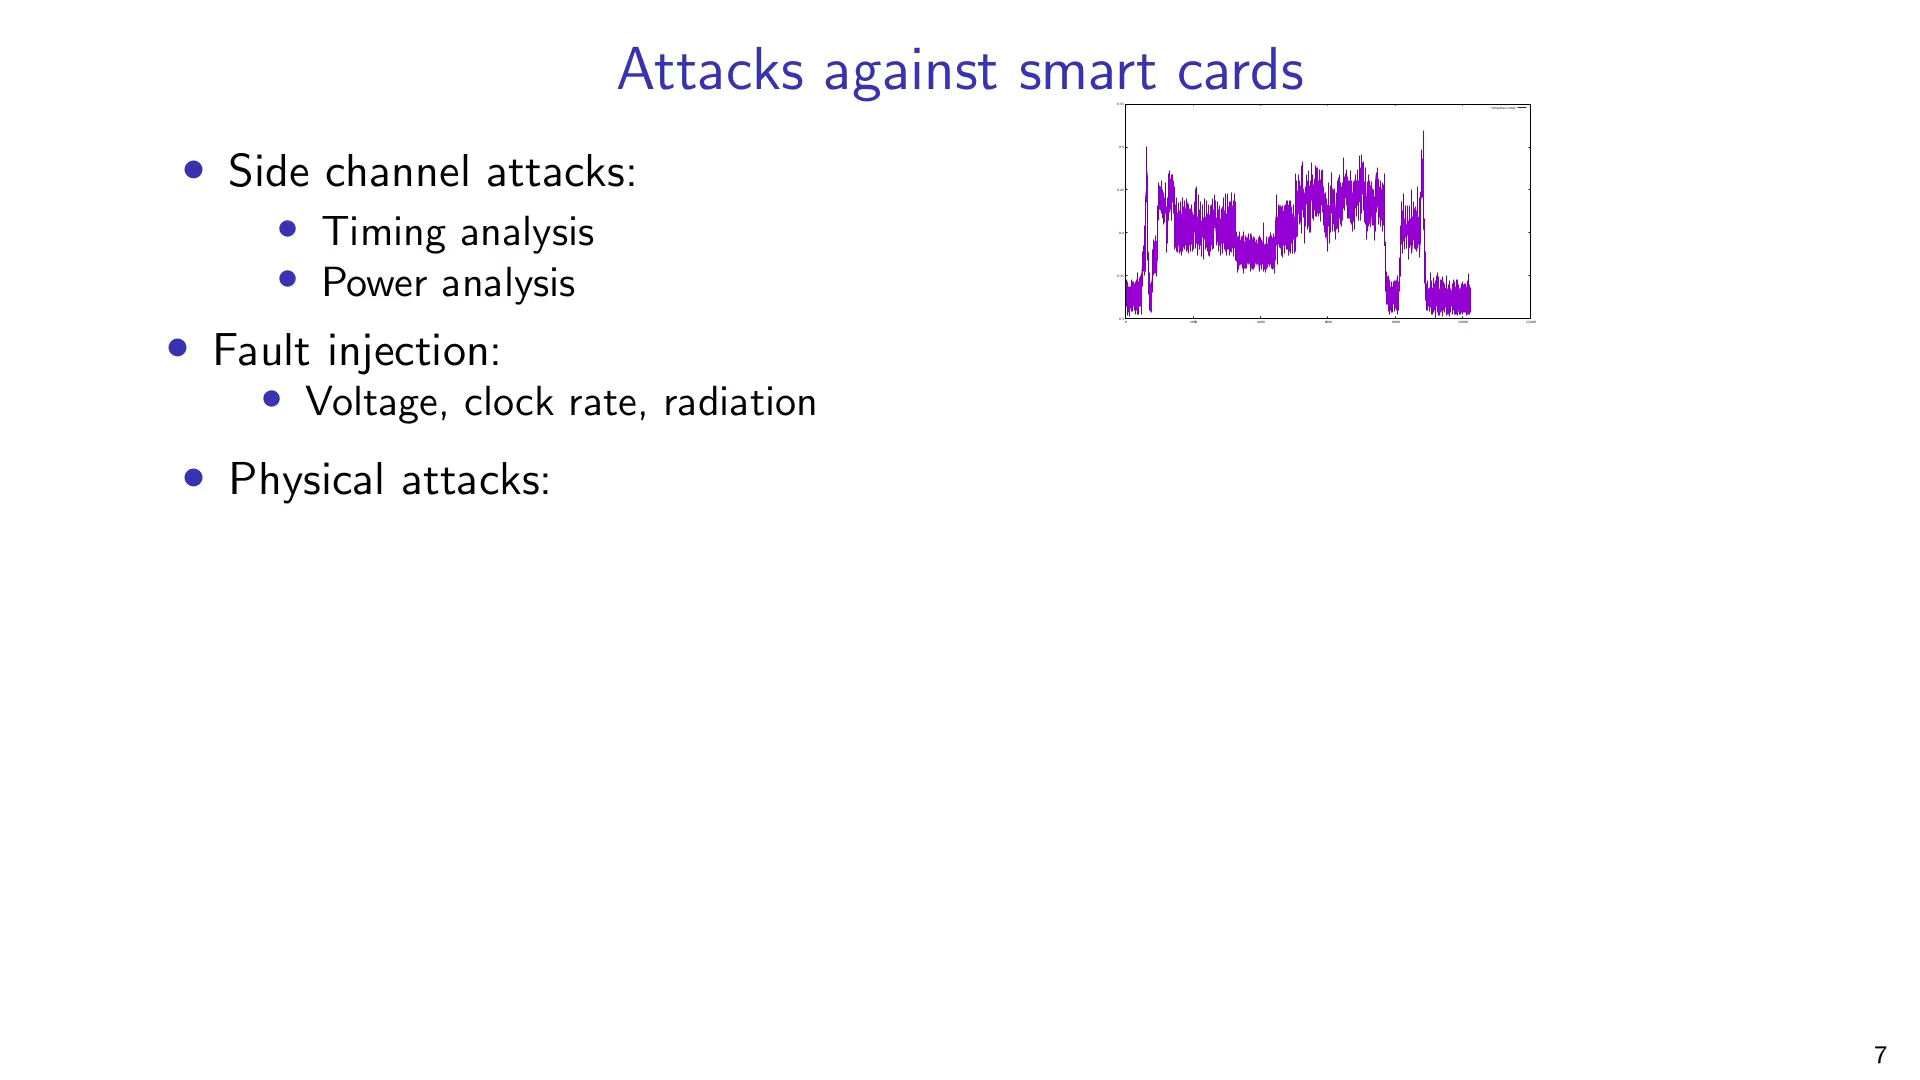 Attacks against smart cards
• Side channel attacks:
• Timing analysis
• Power analysis
• Fault injection:
• Voltage, clock rate, radiation
• Physical attacks:
7